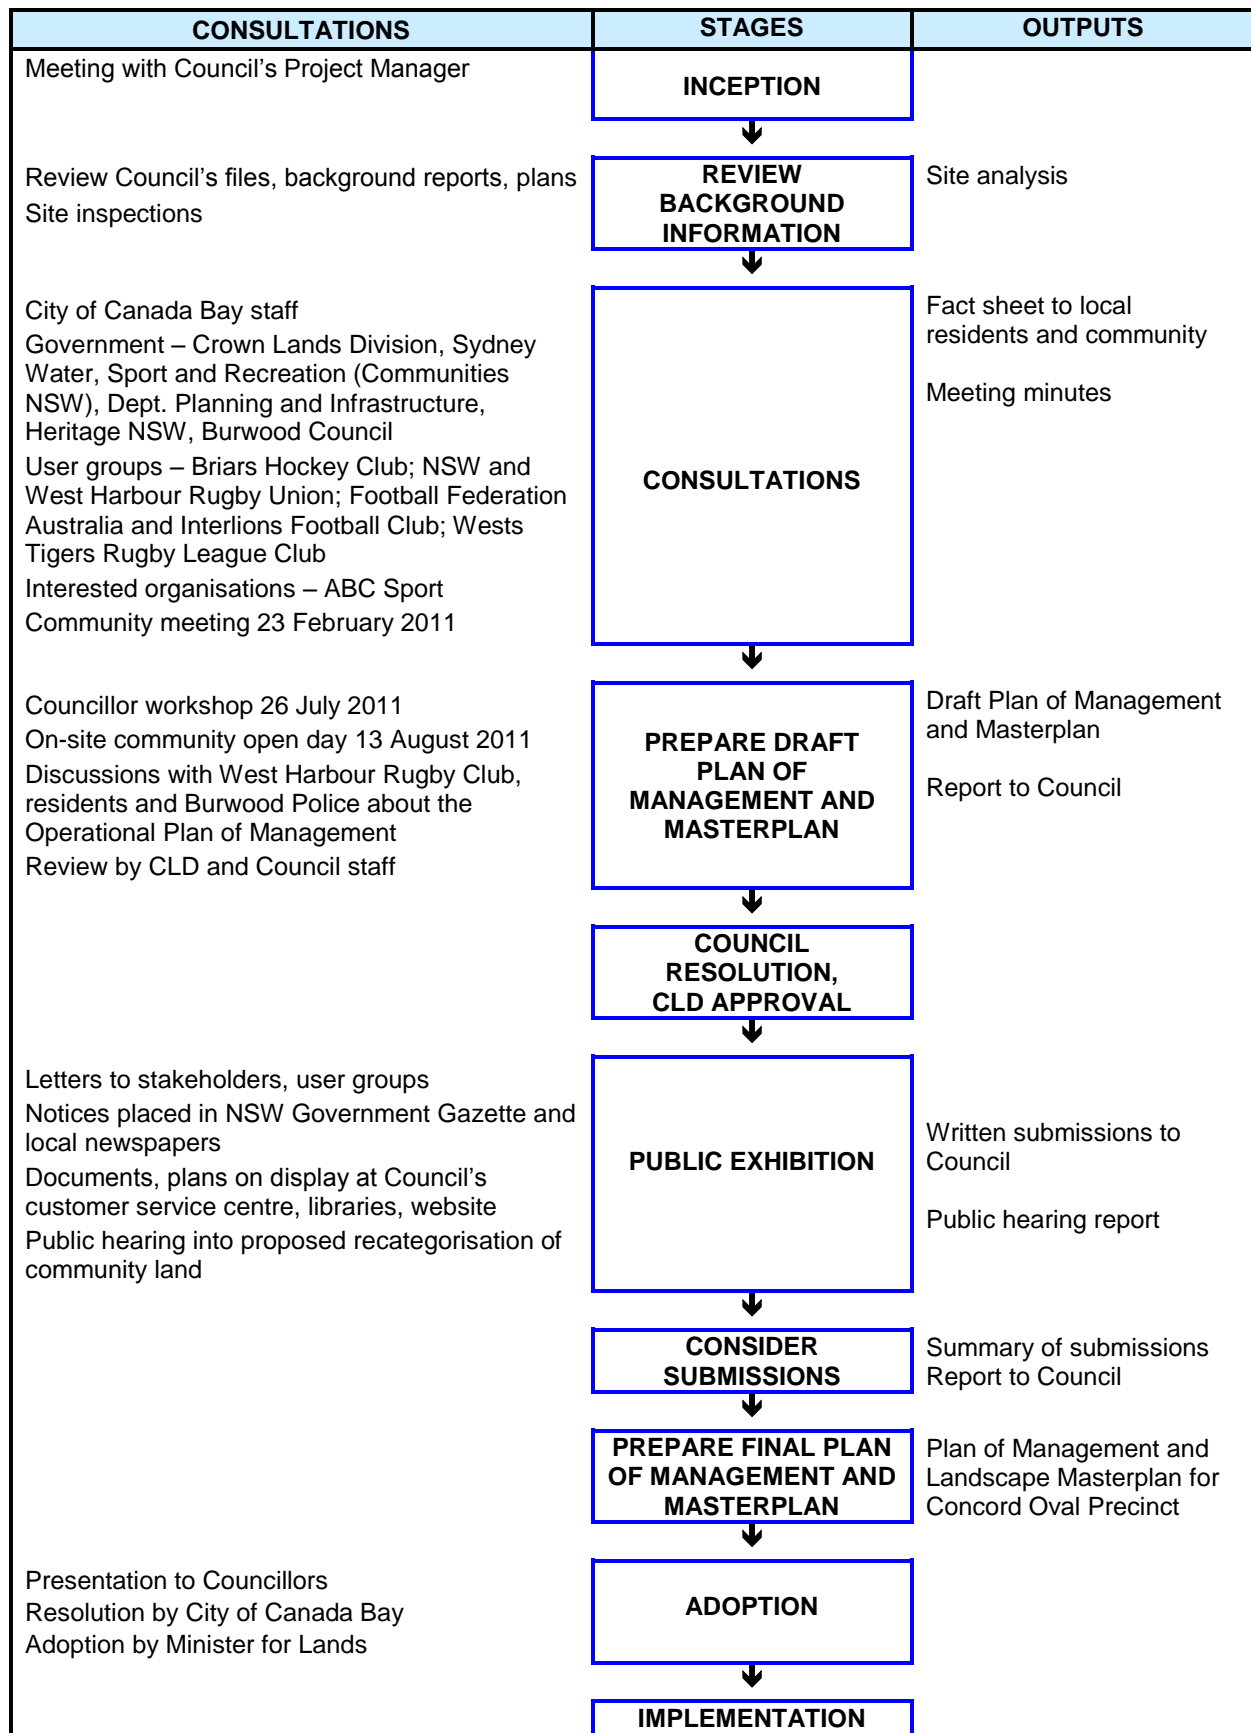 CONSULTATIONS
STAGES
OUTPUTS
Meeting with Council’s Project Manager
INCEPTION
Review Council’s files, background reports, plans
Site inspections
REVIEW
BACKGROUND
INFORMATION
Site analysis
City of Canada Bay staff
Government – Crown Lands Division, Sydney
Water, Sport and Recreation (Communities
NSW), Dept. Planning and Infrastructure,
Heritage NSW, Burwood Council
User groups – Briars Hockey Club; NSW and
West Harbour Rugby Union; Football Federation
Australia and Interlions Football Club; Wests
Tigers Rugby League Club
Interested organisations – ABC Sport
Community meeting 23 February 2011
CONSULTATIONS
Fact sheet to local
residents and community
Meeting minutes
Councillor workshop 26 July 2011
On-site community open day 13 August 2011
Discussions with West Harbour Rugby Club,
residents and Burwood Police about the
Operational Plan of Management
Review by CLD and Council staff
PREPARE DRAFT
PLAN OF
MANAGEMENT AND
MASTERPLAN
Draft Plan of Management
and Masterplan
Report to Council
COUNCIL
RESOLUTION,
CLD APPROVAL
Letters to stakeholders, user groups
Notices placed in NSW Government Gazette and
local newspapers
Documents, plans on display at Council’s
customer service centre, libraries, website
Public hearing into proposed recategorisation of
community land
PUBLIC EXHIBITION
Written submissions to
Council
Public hearing report
CONSIDER
SUBMISSIONS
Summary of submissions
Report to Council
PREPARE FINAL PLAN
OF MANAGEMENT AND
MASTERPLAN
Plan of Management and
Landscape Masterplan for
Concord Oval Precinct
Presentation to Councillors
Resolution by City of Canada Bay
Adoption by Minister for Lands
ADOPTION
IMPLEMENTATION